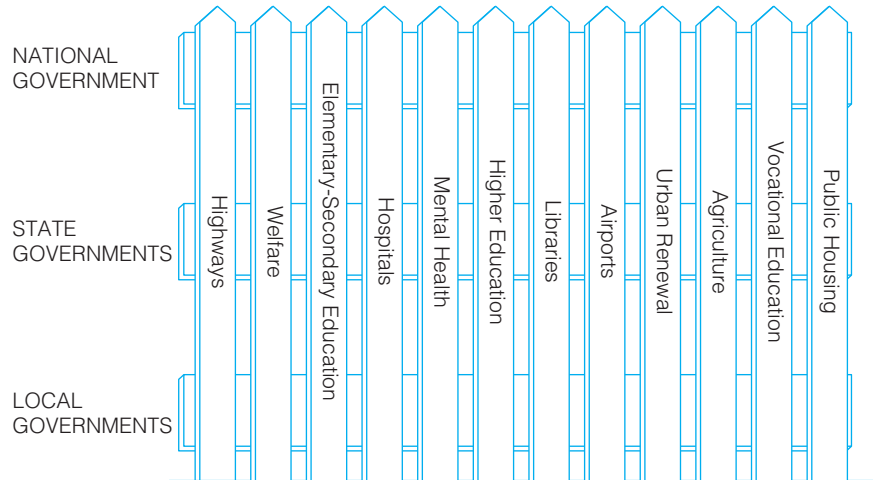 NATIONAL
GOVERNMENT
STATE
GOVERNMENTS
LOCAL
GOVERNMENTS
Highways
Welfare
Elementary-Secondary Education
Hospitals
Mental Health
Higher Education
Libraries
Airports
Urban Renewal
Agriculture
Vocational Education
Public Housing